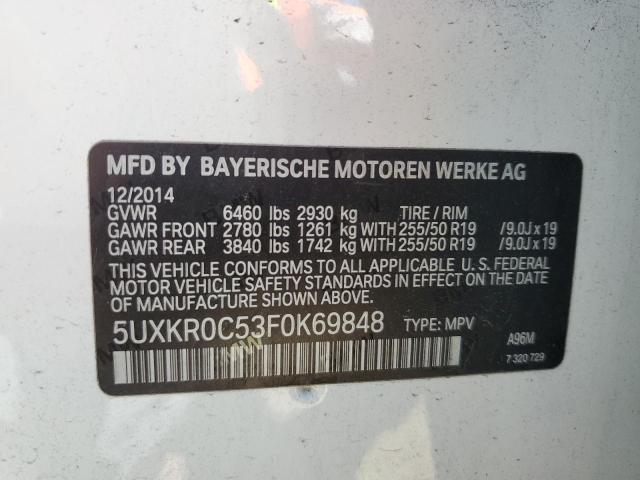 MFD BY BAYERISCHE MOTOREN WERKE AG
12/2014
GVWR 6460 lbs 2930 kg TIRE / RIM
GAWR FRONT 2780 lbs 1261 kg WITH 255/50 R19 /9.0J x 19
GAWR REAR 3840 lbs 1742 kg WITH 255/50 R19 /9.0J x 19
THIS VEHICLE CONFORMS TO ALL APPLICABLE U. S. FEDERAL
MOTOR VEHICLE SAFETY STANDARDS IN EFFECT ON THE DATE
OF MANUFACTURE SHOWN ABOVE.
5UXKR0C53F0K69848 TYPE: MPV A96M
7 320 729